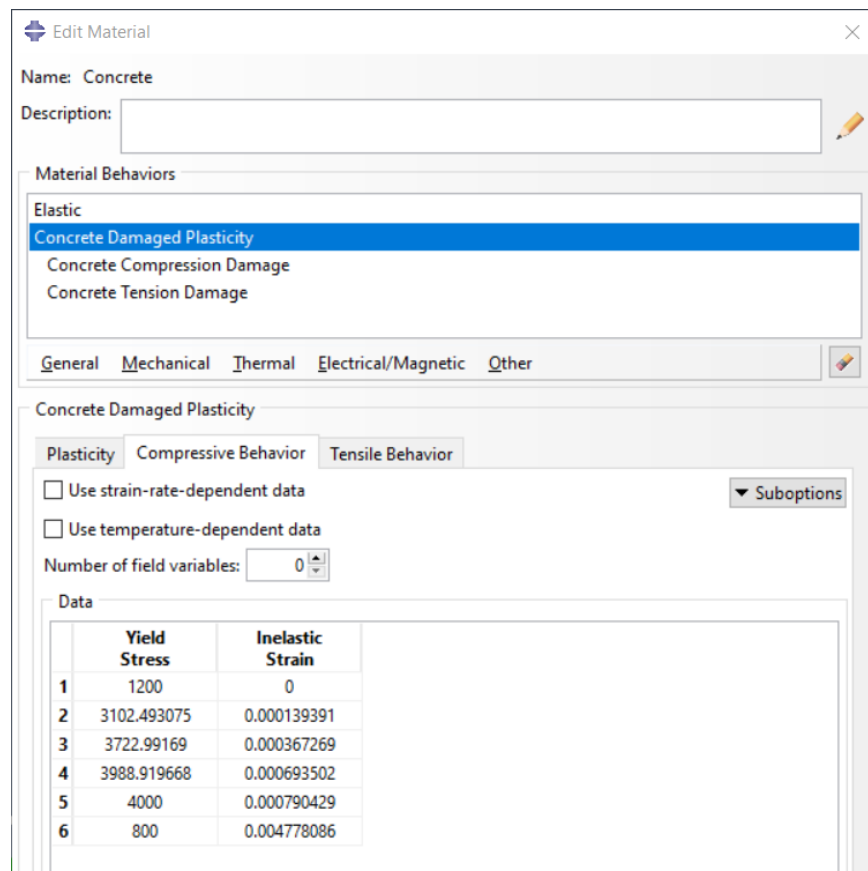 Edit Material
Name: Concrete
Description:
Material Behaviors
Elastic
Concrete Damaged Plasticity
Concrete Compression Damage
Concrete Tension Damage
General Mechanical Thermal Electrical/Magnetic Other
Concrete Damaged Plasticity
Plasticity Compressive Behavior Tensile Behavior
Use strain-rate-dependent data
Suboptions
Use temperature-dependent data
Number of field variables: 0
Data
Yield Stress Inelastic Strain
1 1200 0
2 3102.493075 0.000139391
3 3722.99169 0.000367269
4 3988.919668 0.000693502
5 4000 0.000790429
6 800 0.004778086